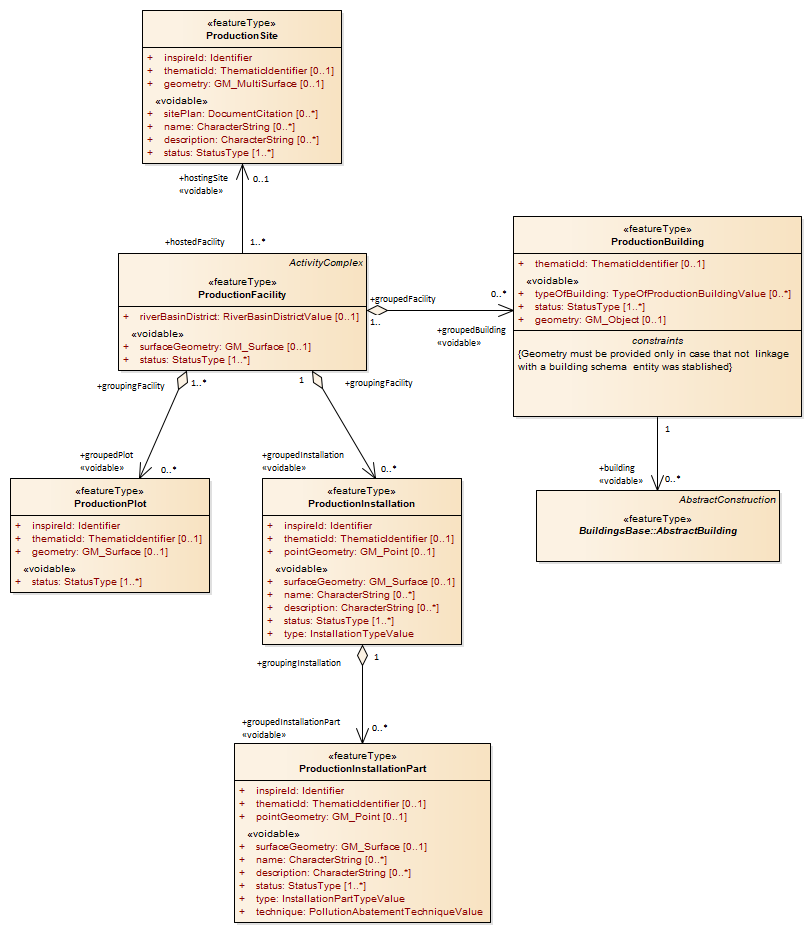 «featureType»
ProductionSite
+ inspireId: Identifier
+ thematicId: ThematicIdentifier [0..1]
+ geometry: GM_MultiSurface [0..1]
«voidable»
+ sitePlan: DocumentCitation [0..*]
+ name: CharacterString [0..*]
+ description: CharacterString [0..*]
+ status: StatusType [1..*]
+hostingSite 0..1
«voidable»
+hostedFacility 1..*
ActivityComplex
«featureType»
ProductionFacility
+ riverBasinDistrict: RiverBasinDistrictValue [0..1]
«voidable»
+ surfaceGeometry: GM_Surface [0..1]
+ status: StatusType [1..*]
+groupedFacility
1..
0..*
+groupedBuilding
«voidable»
«featureType»
ProductionBuilding
+ thematicId: ThematicIdentifier [0..1]
«voidable»
+ typeOfBuilding: TypeOfProductionBuildingValue [0..*]
+ status: StatusType [1..*]
+ geometry: GM_Object [0..1]
constraints
{Geometry must be provided only in case that not linkage
with a building schema entity was stablished}
1
+building
«voidable» 0..*
AbstractConstruction
«featureType»
BuildingsBase::AbstractBuilding
+groupingFacility 1..*
1 +groupingFacility
+groupedPlot
«voidable» 0..*
+groupedInstallation
«voidable» 0..*
«featureType»
ProductionPlot
+ inspireId: Identifier
+ thematicId: ThematicIdentifier [0..1]
+ geometry: GM_Surface [0..1]
«voidable»
+ status: StatusType [1..*]
«featureType»
ProductionInstallation
+ inspireId: Identifier
+ thematicId: ThematicIdentifier [0..1]
+ pointGeometry: GM_Point [0..1]
«voidable»
+ surfaceGeometry: GM_Surface [0..1]
+ name: CharacterString [0..*]
+ description: CharacterString [0..*]
+ status: StatusType [1..*]
+ type: InstallationTypeValue
+groupingInstallation 1
+groupedInstallationPart 0..*
«voidable»
«featureType»
ProductionInstallationPart
+ inspireId: Identifier
+ thematicId: ThematicIdentifier [0..1]
+ pointGeometry: GM_Point [0..1]
«voidable»
+ surfaceGeometry: GM_Surface [0..1]
+ name: CharacterString [0..*]
+ description: CharacterString [0..*]
+ status: StatusType [1..*]
+ type: InstallationPartTypeValue
+ technique: PollutionAbatementTechniqueValue